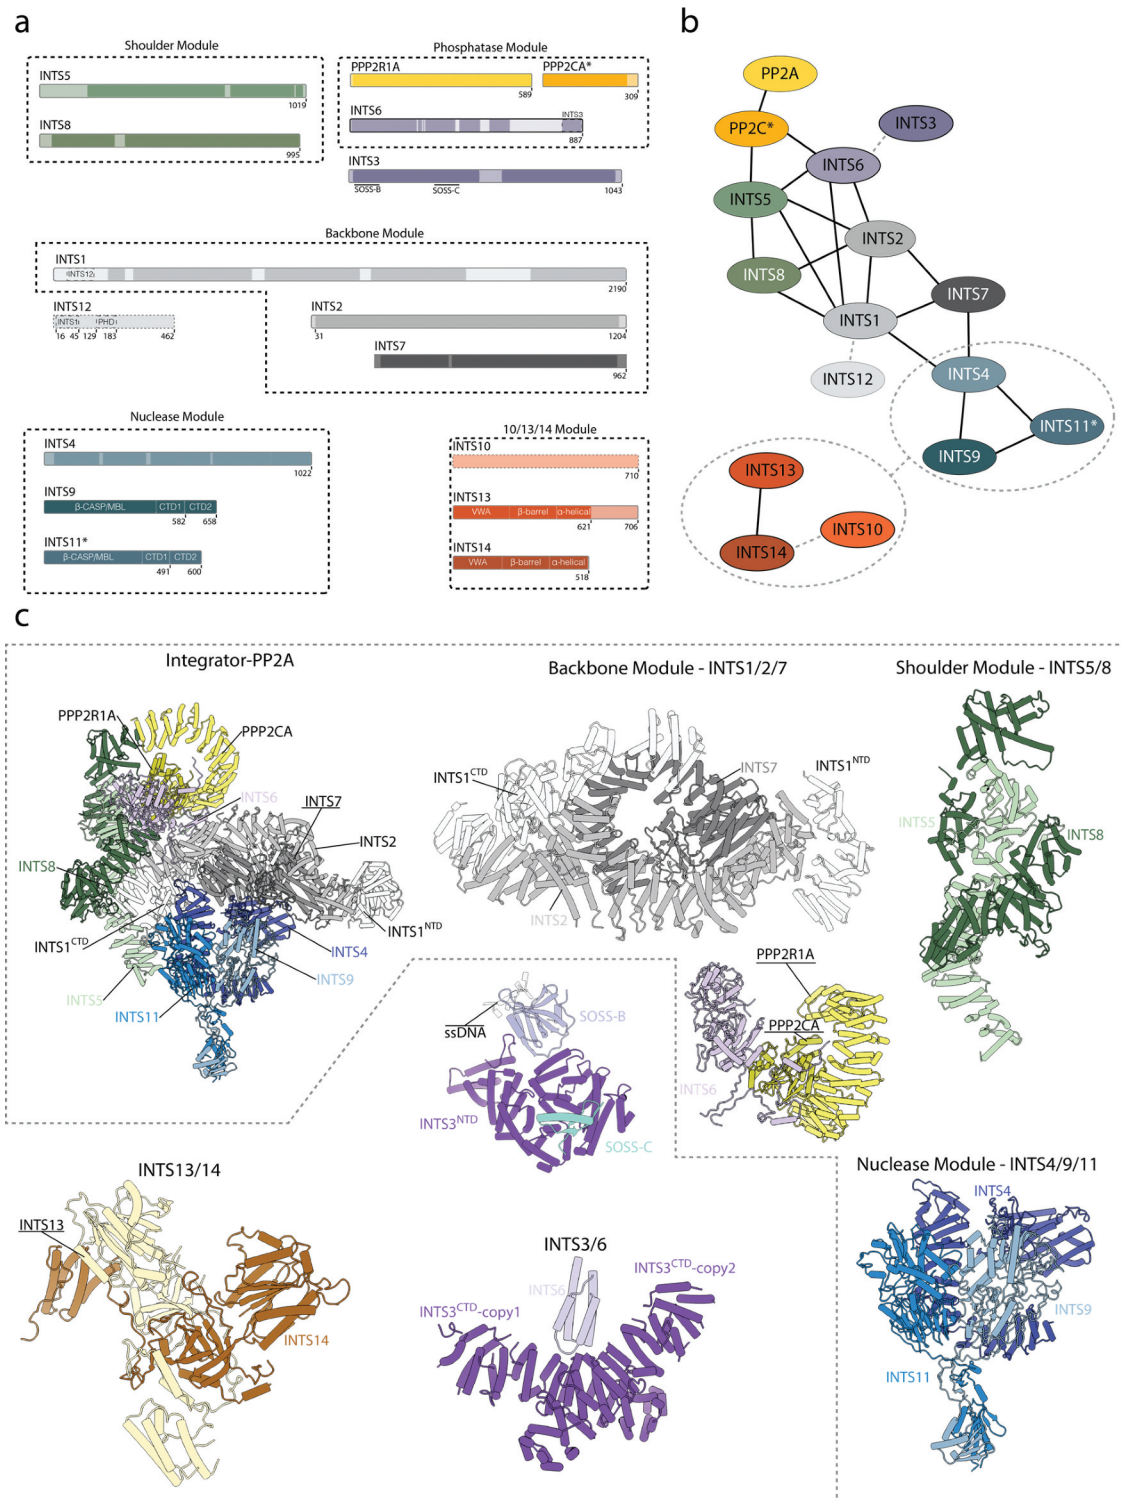 a
Shoulder Module
INTS5
1019
INTS8
995
Phosphatase Module
PPP2R1A
589
PPP2CA*
309
INTS6
INTS3
887
INTS3
SOSS-B
SOSS-C
1043
Backbone Module
INTS1
INTS12
2190
INTS12
INTS1
PHD
16 45 129 183 462
INTS2
31
1204
INTS7
962
Nuclease Module
INTS4
1022
INTS9
β-CASP/MBL CTD1 CTD2
582 658
INTS11*
β-CASP/MBL CTD1 CTD2
491 600
10/13/14 Module
INTS10
710
INTS13
VWA β-barrel α-helical
621 706
INTS14
VWA β-barrel α-helical
518
b
PP2A
PP2C*
INTS3
INTS6
INTS5
INTS2
INTS8
INTS7
INTS1
INTS12
INTS4
INTS11*
INTS9
INTS13
INTS10
INTS14
c
Integrator-PP2A
PPP2R1A
PPP2CA
INTS6
INTS7
INTS2
INTS8
INTS1CTD
INTS1NTD
INTS4
INTS9
INTS5
INTS11
Backbone Module - INTS1/2/7
INTS1CTD
INTS7
INTS1NTD
INTS2
Shoulder Module - INTS5/8
INTS5
INTS8
ssDNA
SOSS-B
INTS3NTD
SOSS-C
PPP2R1A
PPP2CA
INTS6
INTS13/14
INTS13
INTS14
INTS3/6
INTS6
INTS3CTD-copy2
INTS3CTD-copy1
Nuclease Module - INTS4/9/11
INTS4
INTS9
INTS11